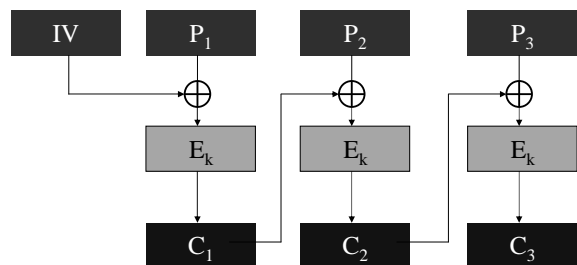 IV P₁ P₂ P₃
Eₖ Eₖ Eₖ
C₁ C₂ C₃